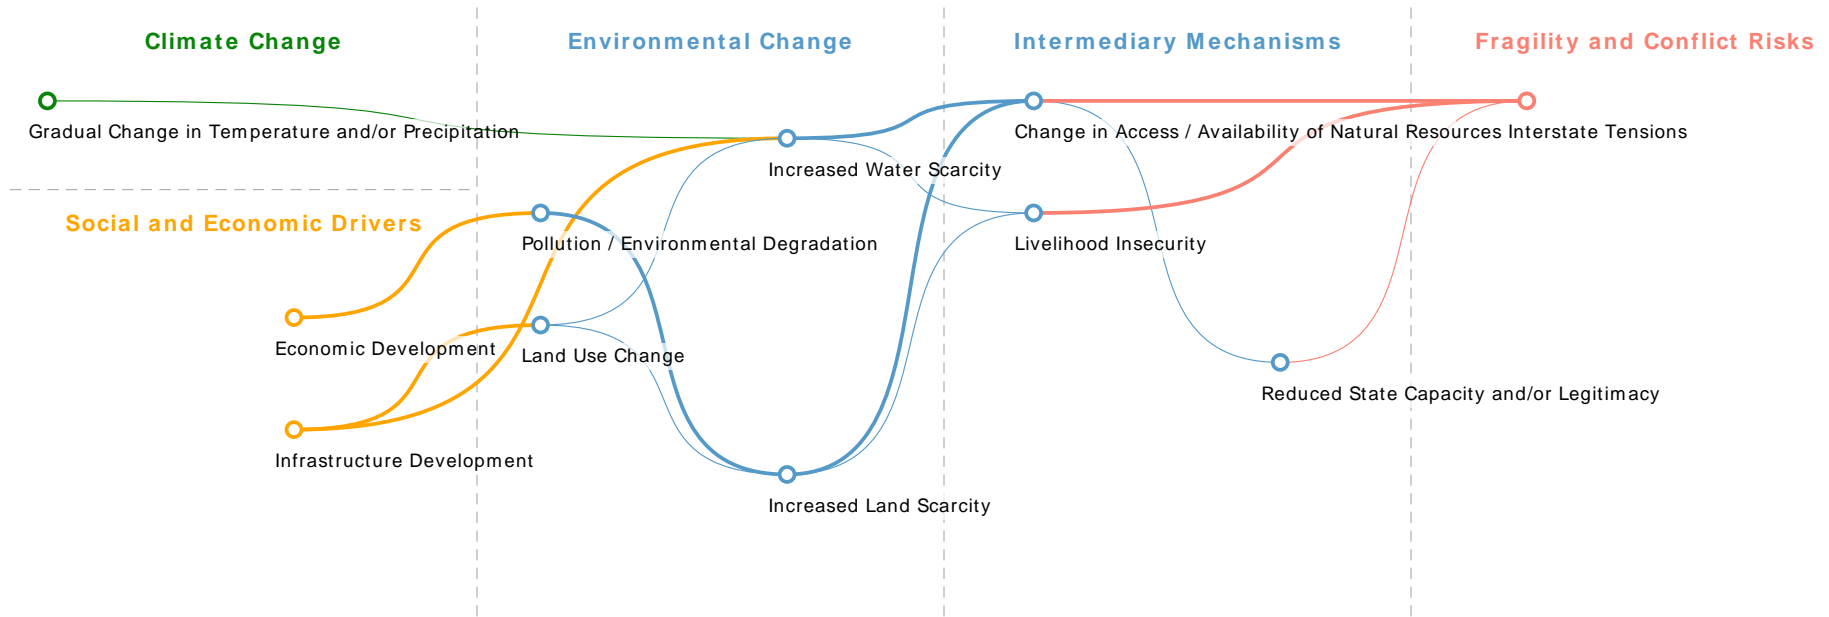 Climate Change
Environmental Change
Intermediary Mechanisms
Fragility and Conflict Risks
Gradual Change in Temperature and/or Precipitation
Change in Access / Availability of Natural Resources
Interstate Tensions
Increased Water Scarcity
Social and Economic Drivers
Pollution / Environmental Degradation
Livelihood Insecurity
Economic Development
Land Use Change
Reduced State Capacity and/or Legitimacy
Infrastructure Development
Increased Land Scarcity